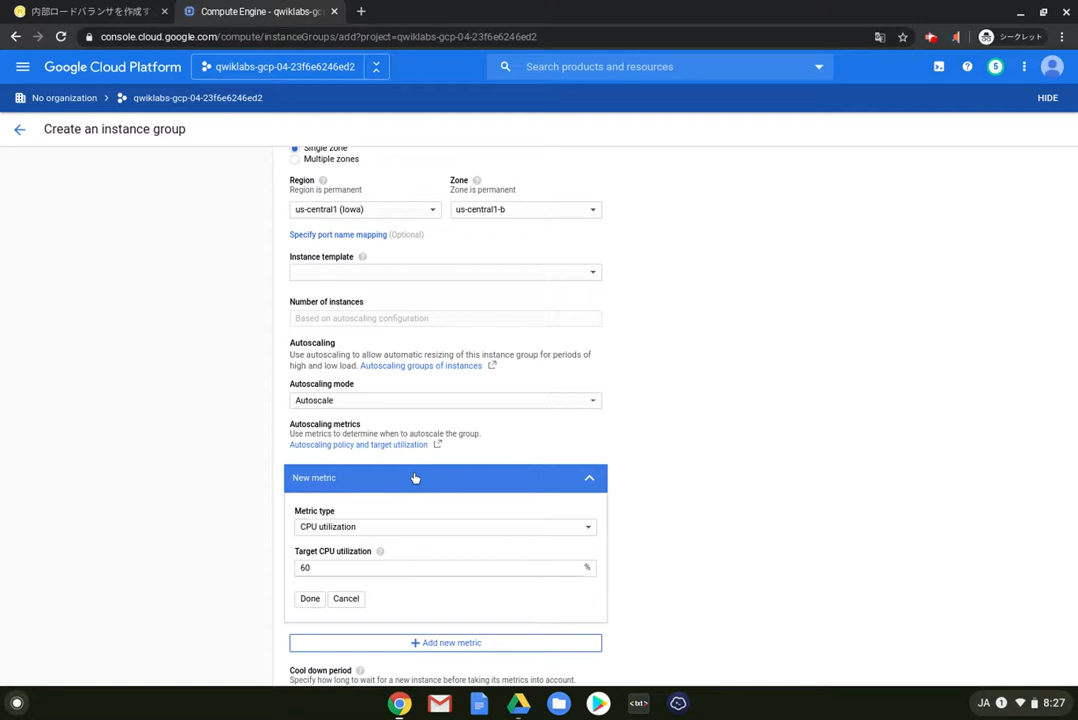 内部ロードバランサを作成す
Compute Engine - qwiklabs-gc
console.cloud.google.com/compute/instanceGroups/add?project=qwiklabs-gcp-04-23f6e6246ed2
シークレット
Google Cloud Platform
qwiklabs-gcp-04-23f6e6246ed2
Search products and resources
5
No organization
qwiklabs-gcp-04-23f6e6246ed2
HIDE
Create an instance group
Single zone
Multiple zones
Region
Zone
Region is permanent
Zone is permanent
us-central1 (Iowa)
us-central1-b
Specify port name mapping (Optional)
Instance template
Number of instances
Based on autoscaling configuration
Autoscaling
Use autoscaling to allow automatic resizing of this instance group for periods of
high and low load. Autoscaling groups of instances
Autoscaling mode
Autoscale
Autoscaling metrics
Use metrics to determine when to autoscale the group.
Autoscaling policy and target utilization
New metric
Metric type
CPU utilization
Target CPU utilization
60
%
Done
Cancel
+ Add new metric
Cool down period
Specify how long to wait for a new instance before taking its metrics into account.
<txt>
JA
1
8:27